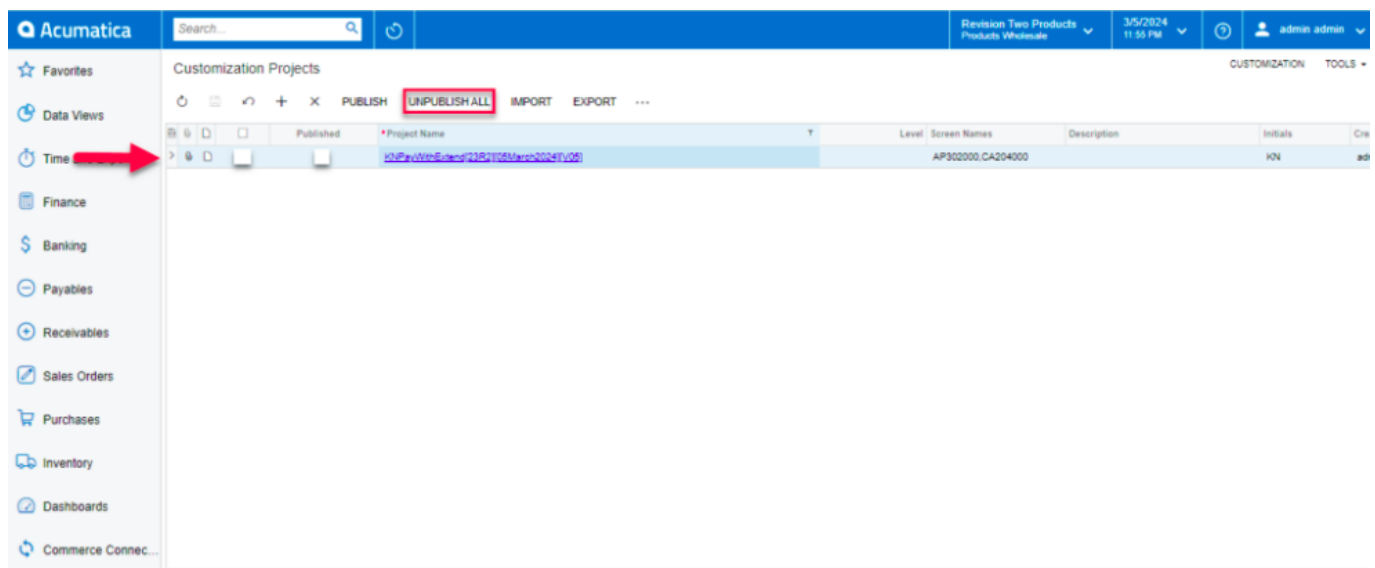 Acumatica
Search...
Revision Two Products
Products Wholesale
3/5/2024
11:55 PM
admin admin
Favorites
Data Views
Time
Finance
Banking
Payables
Receivables
Sales Orders
Purchases
Inventory
Dashboards
Commerce Connec...
Customization Projects
CUSTOMIZATION TOOLS
PUBLISH UNPUBLISH ALL IMPORT EXPORT ...
Published *Project Name Level Screen Names Description Initials Cre
KNPayWithExtend[23R2][05March2024][V05] AP302000,CA204000 KN adr